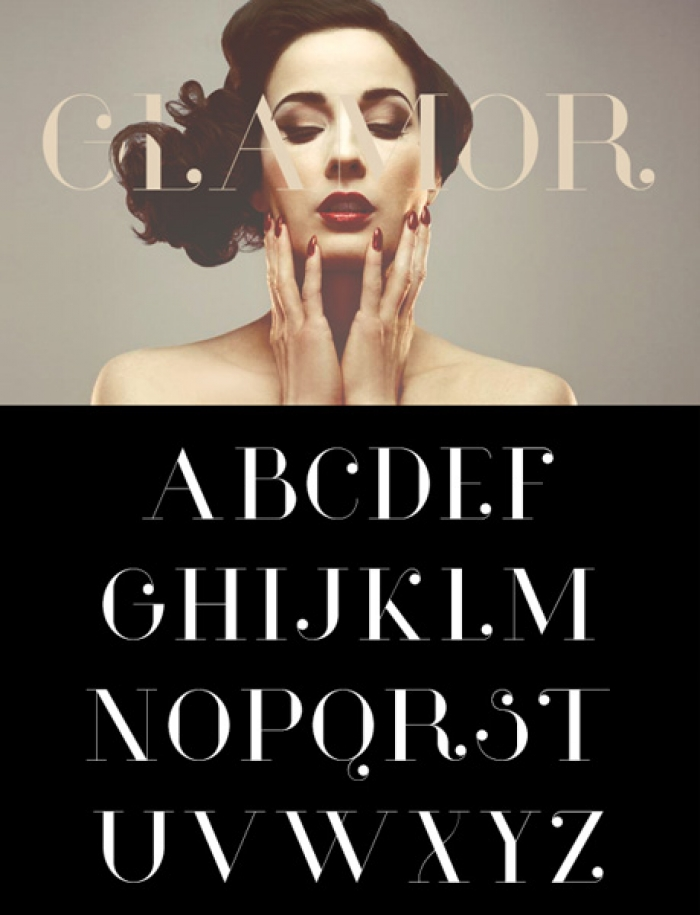 GLAMOR
ABCDEF
GHIJKLM
NOPQRST
UVWXYZ